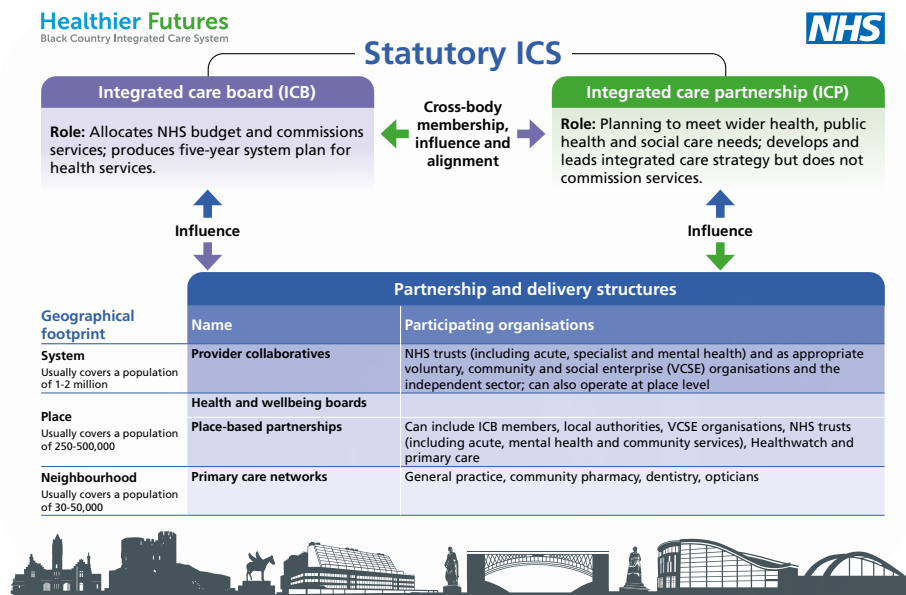 Healthier Futures
Black Country Integrated Care System
NHS
Statutory ICS
Integrated care board (ICB)
Role: Allocates NHS budget and commissions
services; produces five-year system plan for
health services.
Cross-body
membership,
influence and
alignment
Integrated care partnership (ICP)
Role: Planning to meet wider health, public
health and social care needs; develops and
leads integrated care strategy but does not
commission services.
Influence
Influence
Partnership and delivery structures
Geographical
footprint
Name
Participating organisations
System
Usually covers a population
of 1-2 million
Provider collaboratives
NHS trusts (including acute, specialist and mental health) and as appropriate
voluntary, community and social enterprise (VCSE) organisations and the
independent sector; can also operate at place level
Place
Usually covers a population
of 250-500,000
Health and wellbeing boards
Place-based partnerships
Can include ICB members, local authorities, VCSE organisations, NHS trusts
(including acute, mental health and community services), Healthwatch and
primary care
Neighbourhood
Usually covers a population
of 30-50,000
Primary care networks
General practice, community pharmacy, dentistry, opticians